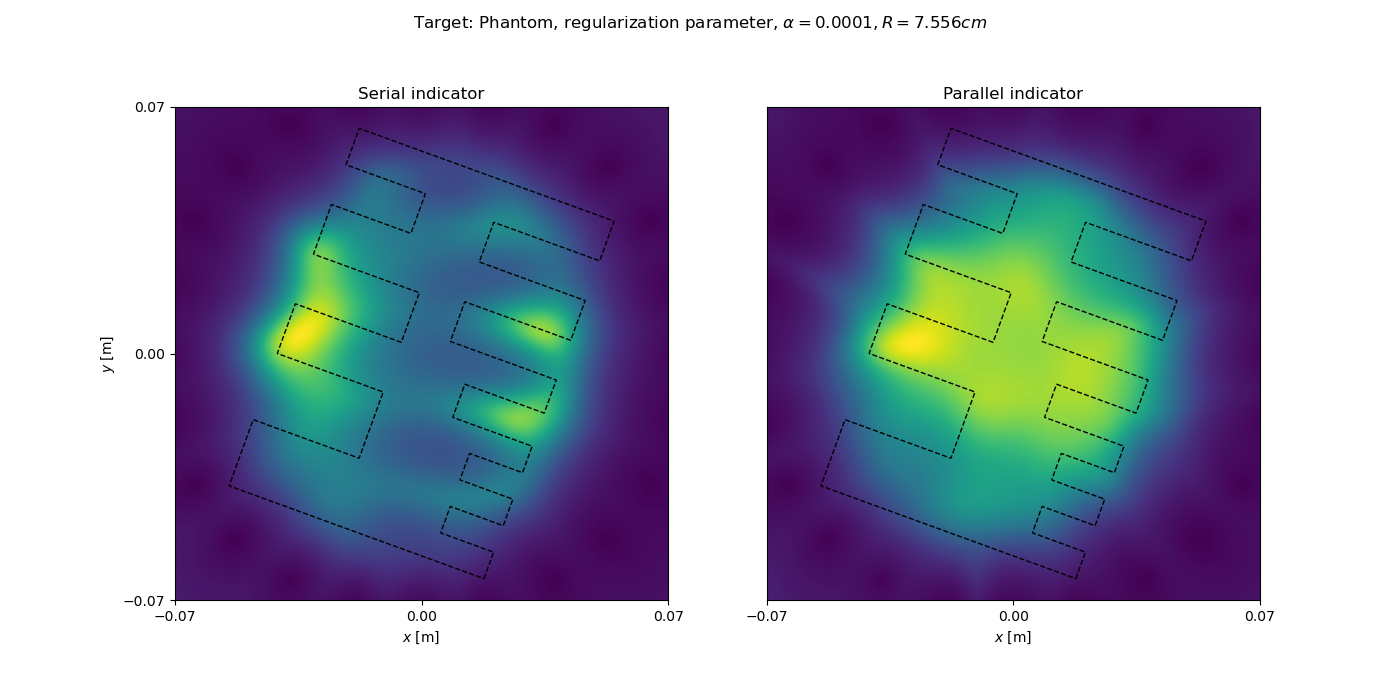 Target: Phantom, regularization parameter, α = 0.0001, R = 7.556cm
Serial indicator
Parallel indicator
0.07
0.00
−0.07
y [m]
−0.07
0.00
0.07
x [m]
−0.07
0.00
0.07
x [m]